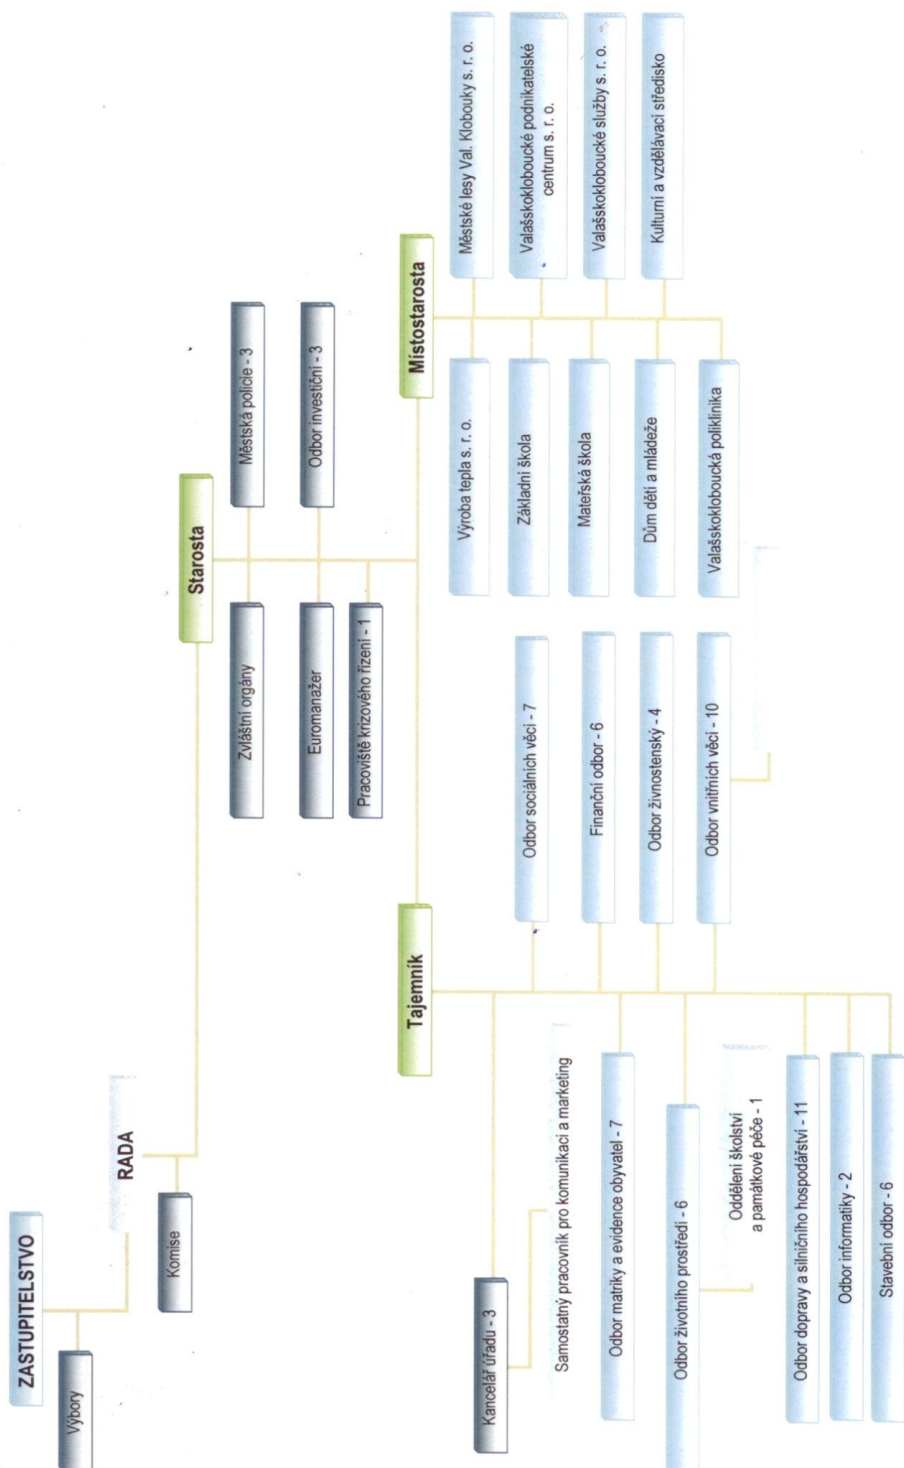 ZASTUPITELSTVO
Výbory
RADA
Komise
Starosta
Zvláštní orgány
Městská policie - 3
Euromanažer
Odbor investiční - 3
Pracoviště krizového řízení - 1
Tajemník
Místostarosta
Kancelář úřadu - 3
Samostatný pracovník pro komunikaci a marketing
Odbor matriky a evidence obyvatel - 7
Odbor životního prostředí - 6
Oddělení školství
a památkové péče - 1
Odbor dopravy a silničního hospodářství - 11
Odbor informatiky - 2
Stavební odbor - 6
Odbor sociálních věcí - 7
Finanční odbor - 6
Odbor živnostenský - 4
Odbor vnitřních věcí - 10
Výroba tepla s. r. o.
Základní škola
Mateřská škola
Dům dětí a mládeže
Valašskokloboucká poliklinika
Městské lesy Val. Klobouky s. r. o.
Valašskokloboucké podnikatelské
centrum s. r. o.
Valašskokloboucké služby s. r. o.
Kulturní a vzdělávací středisko